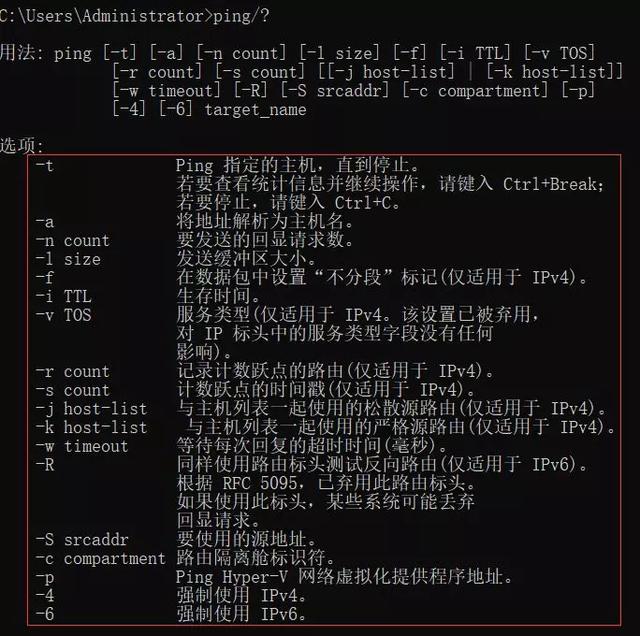 C:\Users\Administrator>ping/?
用法: ping [-t] [-a] [-n count] [-l size] [-f] [-i TTL] [-v TOS]
[-r count] [-s count] [[-j host-list] | [-k host-list]]
[-w timeout] [-R] [-S srcaddr] [-c compartment] [-p]
[-4] [-6] target_name
选项:
-t Ping 指定的主机，直到停止。
若要查看统计信息并继续操作，请键入 Ctrl+Break；
若要停止，请键入 Ctrl+C。
-a 将地址解析为主机名。
-n count 要发送的回显请求数。
-l size 发送缓冲区大小。
-f 在数据包中设置“不分段”标记(仅适用于 IPv4)。
-i TTL 生存时间。
-v TOS 服务类型(仅适用于 IPv4。该设置已被弃用，
对 IP 标头中的服务类型字段没有任何
影响)。
-r count 记录计数跃点的路由(仅适用于 IPv4)。
-s count 计数跃点的时间戳(仅适用于 IPv4)。
-j host-list 与主机列表一起使用的松散源路由(仅适用于 IPv4)。
-k host-list 与主机列表一起使用的严格源路由(仅适用于 IPv4)。
-w timeout 等待每次回复的超时时间(毫秒)。
-R 同样使用路由标头测试反向路由(仅适用于 IPv6)。
根据 RFC 5095，已弃用此路由标头。
如果使用此标头，某些系统可能丢弃
回显请求。
-S srcaddr 要使用的源地址。
-c compartment 路由隔离舱标识符。
-p Ping Hyper-V 网络虚拟化提供程序地址。
-4 强制使用 IPv4。
-6 强制使用 IPv6。